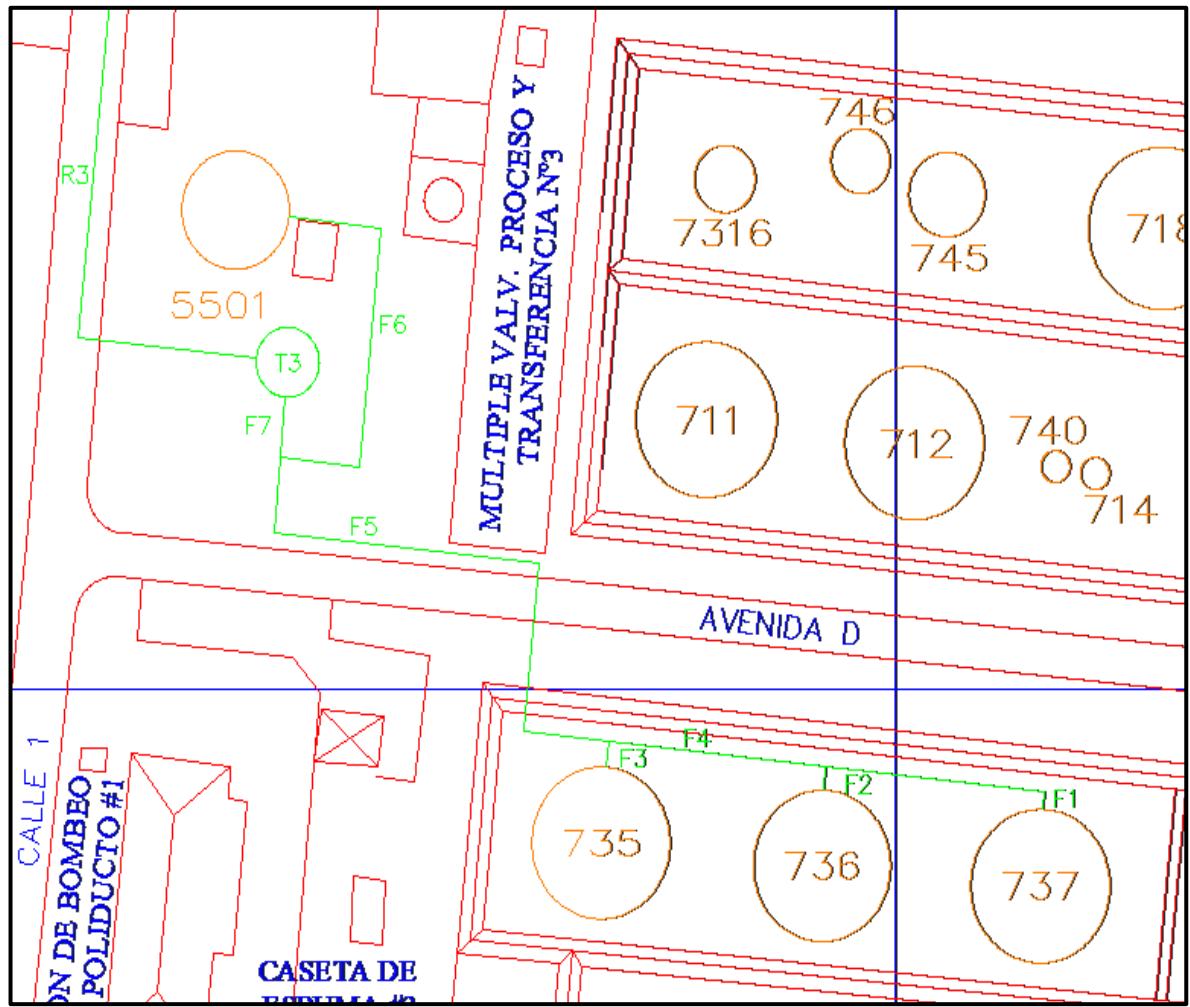 746
R3
MULTIPLE VALV. PROCESO Y
TRANSFERENCIA Nº3
7316
745
718
5501
F6
T3
F7
711
712
740
714
F5
AVENIDA D
CALLE 1
F4
F3
F2
F1
DE BOMBEO
POLIDUCTO #1
735
736
737
CASETA DE